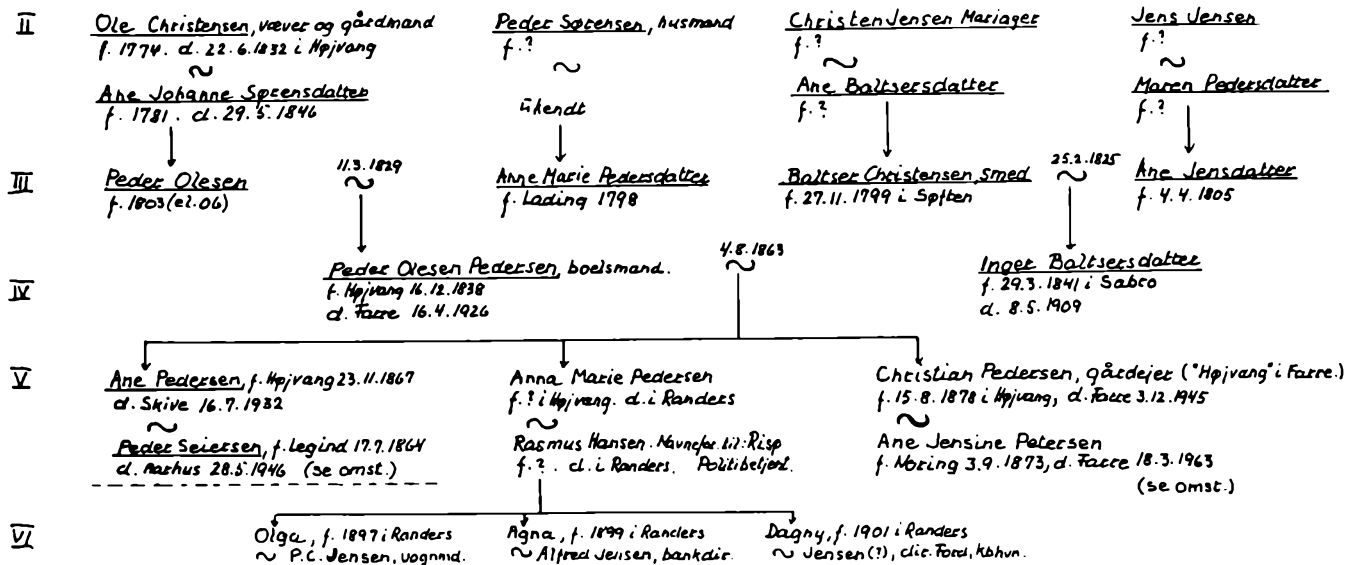 II
Ole Christensen, væver og gårdmand
f. 1774. d. 22.6.1832 i Højvang
~
Ane Johanne Sørensdatter
f. 1781. d. 29.5.1846
Peder Sørensen, husmand
f. ?
~
ukendt
Christen Jensen Mariager
f. ?
~
Ane Baltsersdatter
f. ?
Jens Jensen
f. ?
~
Maren Pedersdatter
f. ?
III
Peder Olesen
f. 1803 (el. 06)
11.3.1829
~
Anne Marie Pedersdatter
f. Lading 1798
Baltser Christensen, smed
f. 27.11.1799 i Søften
25.2.1825
~
Ane Jensdatter
f. 4.4.1805
IV
Peder Olesen Pedersen, boelsmand.
f. Højvang 16.12.1838
d. Farre 16.4.1926
4.8.1863
~
Inger Baltsersdatter
f. 29.3.1841 i Sabro
d. 8.5.1909
V
Ane Pedersen, f. Højvang 23.11.1867
d. Skive 16.7.1932
~
Peder Seiersen, f. Legind 17.7.1864
d. Aarhus 28.5.1946 (se omst.)
Anna Marie Pedersen
f. ? i Højvang. d. i Randers
~
Rasmus Hansen. Navnefor. til: Risp
f. ? . d. i Randers. Politibetjent.
Christian Pedersen, gårdejer ("Højvang" i Farre.)
f. 15.8.1878 i Højvang, d. Farre 3.12.1945
~
Ane Jensine Petersen
f. Noring 3.9.1873, d. Farre 18.3.1963
(se omst.)
VI
Olga, f. 1897 i Randers
~ P.C. Jensen, vognmd.
Agna, f. 1899 i Randers
~ Alfred Jensen, bankdir.
Dagny, f. 1901 i Randers
~ Jensen (?), dir. Ford, kbhvn.